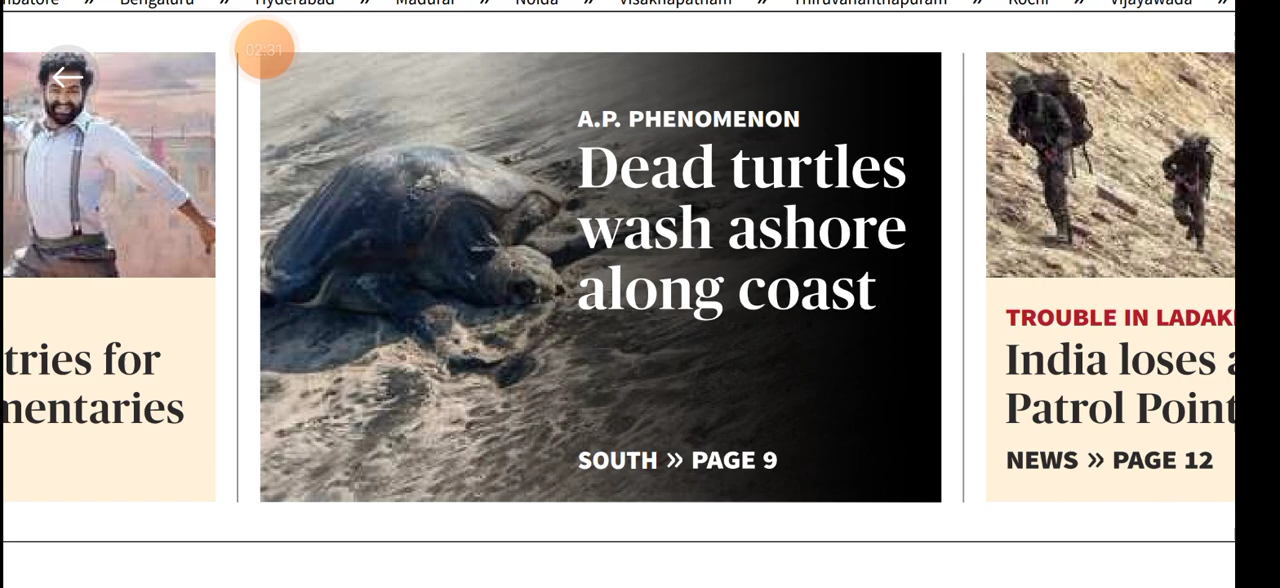 Bengaluru » Hyderabad » Madurai » Noida » Visakhapatnam » Thiruvananthapuram » Kochi » Vijayawada »
02:31
tries for
mentaries
A.P. PHENOMENON
Dead turtles
wash ashore
along coast
SOUTH » PAGE 9
TROUBLE IN LADAK
India loses a
Patrol Point
NEWS » PAGE 12